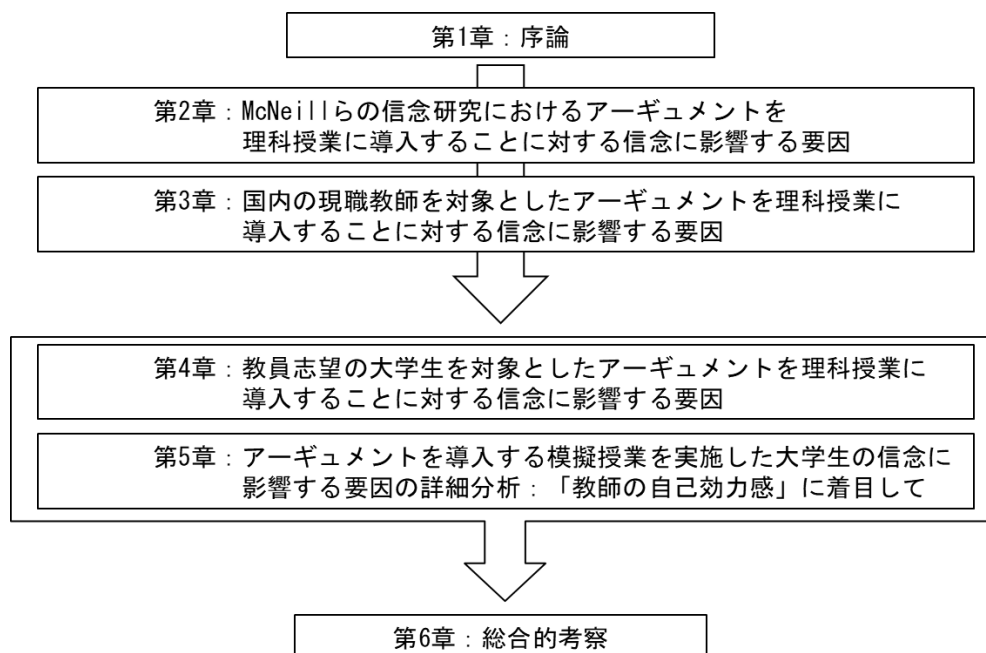 第1章：序論
第2章：McNeillらの信念研究におけるアーギュメントを
理科授業に導入することに対する信念に影響する要因
第3章：国内の現職教師を対象としたアーギュメントを理科授業に
導入することに対する信念に影響する要因
第4章：教員志望の大学生を対象としたアーギュメントを理科授業に
導入することに対する信念に影響する要因
第5章：アーギュメントを導入する模擬授業を実施した大学生の信念に
影響する要因の詳細分析：「教師の自己効力感」に着目して
第6章：総合的考察